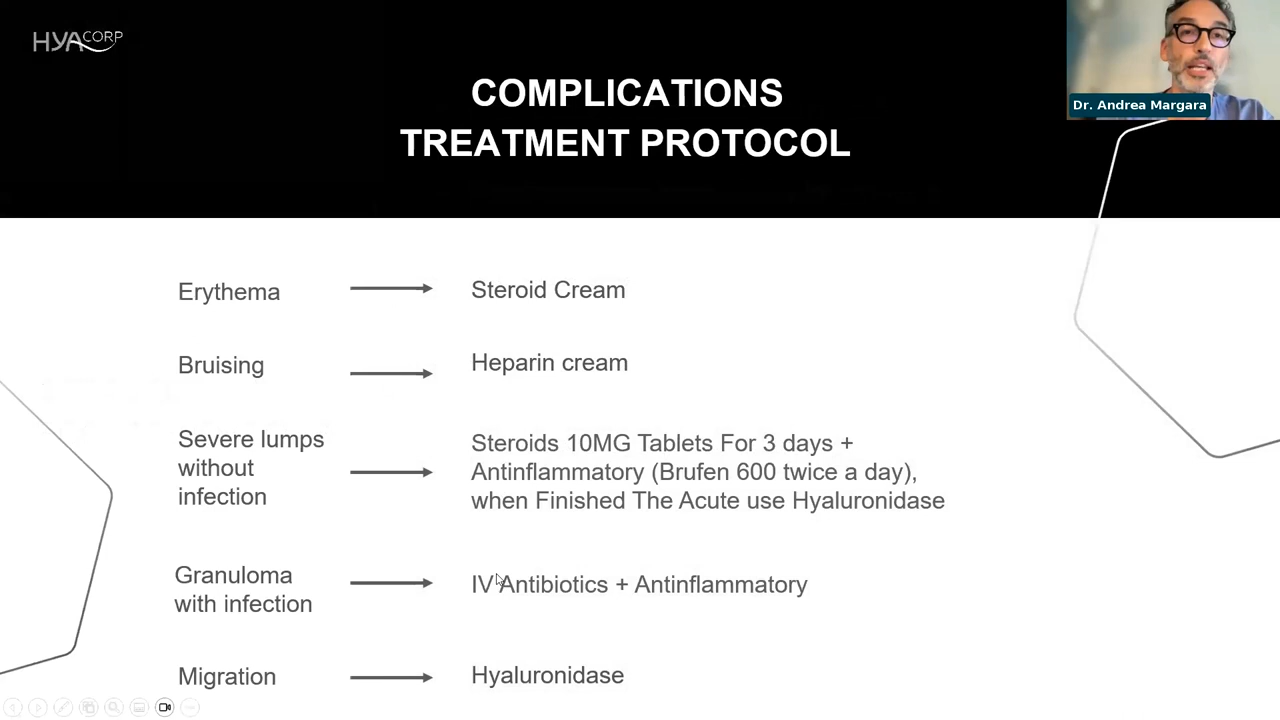 HYACORP
Dr. Andrea Margara
COMPLICATIONS
TREATMENT PROTOCOL
Erythema
Steroid Cream
Bruising
Heparin cream
Severe lumps
without
infection
Steroids 10MG Tablets For 3 days +
Antinflammatory (Brufen 600 twice a day),
when Finished The Acute use Hyaluronidase
Granuloma
with infection
IV Antibiotics + Antinflammatory
Migration
Hyaluronidase